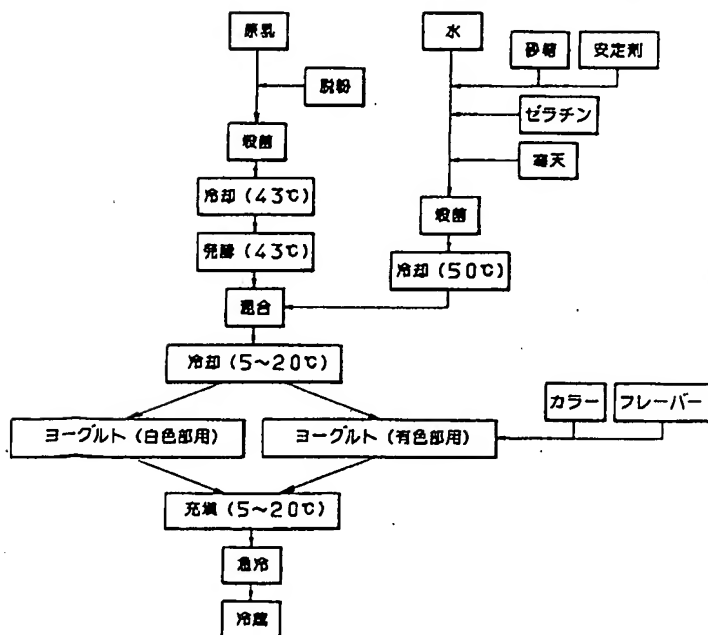 原乳
水
砂糖
安定剤
脱粉
ゼラチン
寒天
殺菌
殺菌
冷却（43℃）
発酵（43℃）
冷却（50℃）
混合
冷却（5～20℃）
カラー
フレーバー
ヨーグルト（白色部用）
ヨーグルト（有色部用）
充填（5～20℃）
急冷
冷蔵